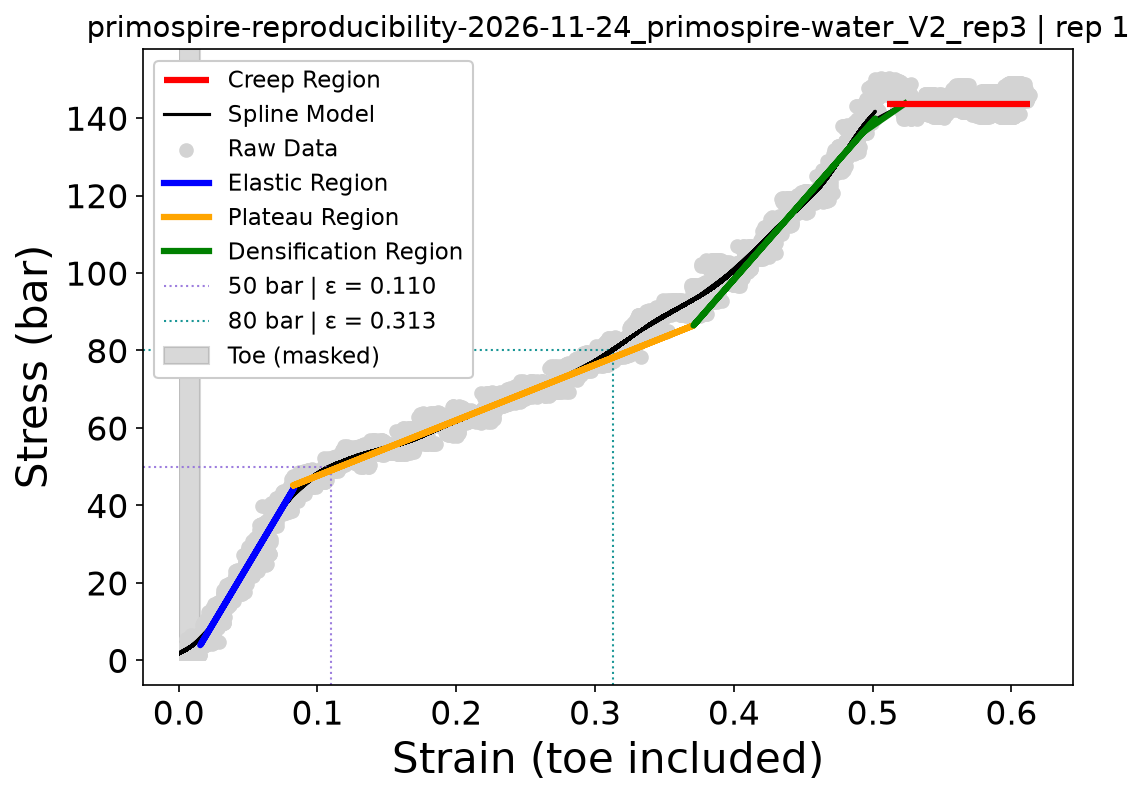 primospire-reproducibility-2026-11-24_primospire-water_V2_rep3 | rep 1
Creep Region
Spline Model
Raw Data
Elastic Region
Plateau Region
Densification Region
50 bar | ε = 0.110
80 bar | ε = 0.313
Toe (masked)
Stress (bar)
140
120
100
80
60
40
20
0
0.0 0.1 0.2 0.3 0.4 0.5 0.6
Strain (toe included)